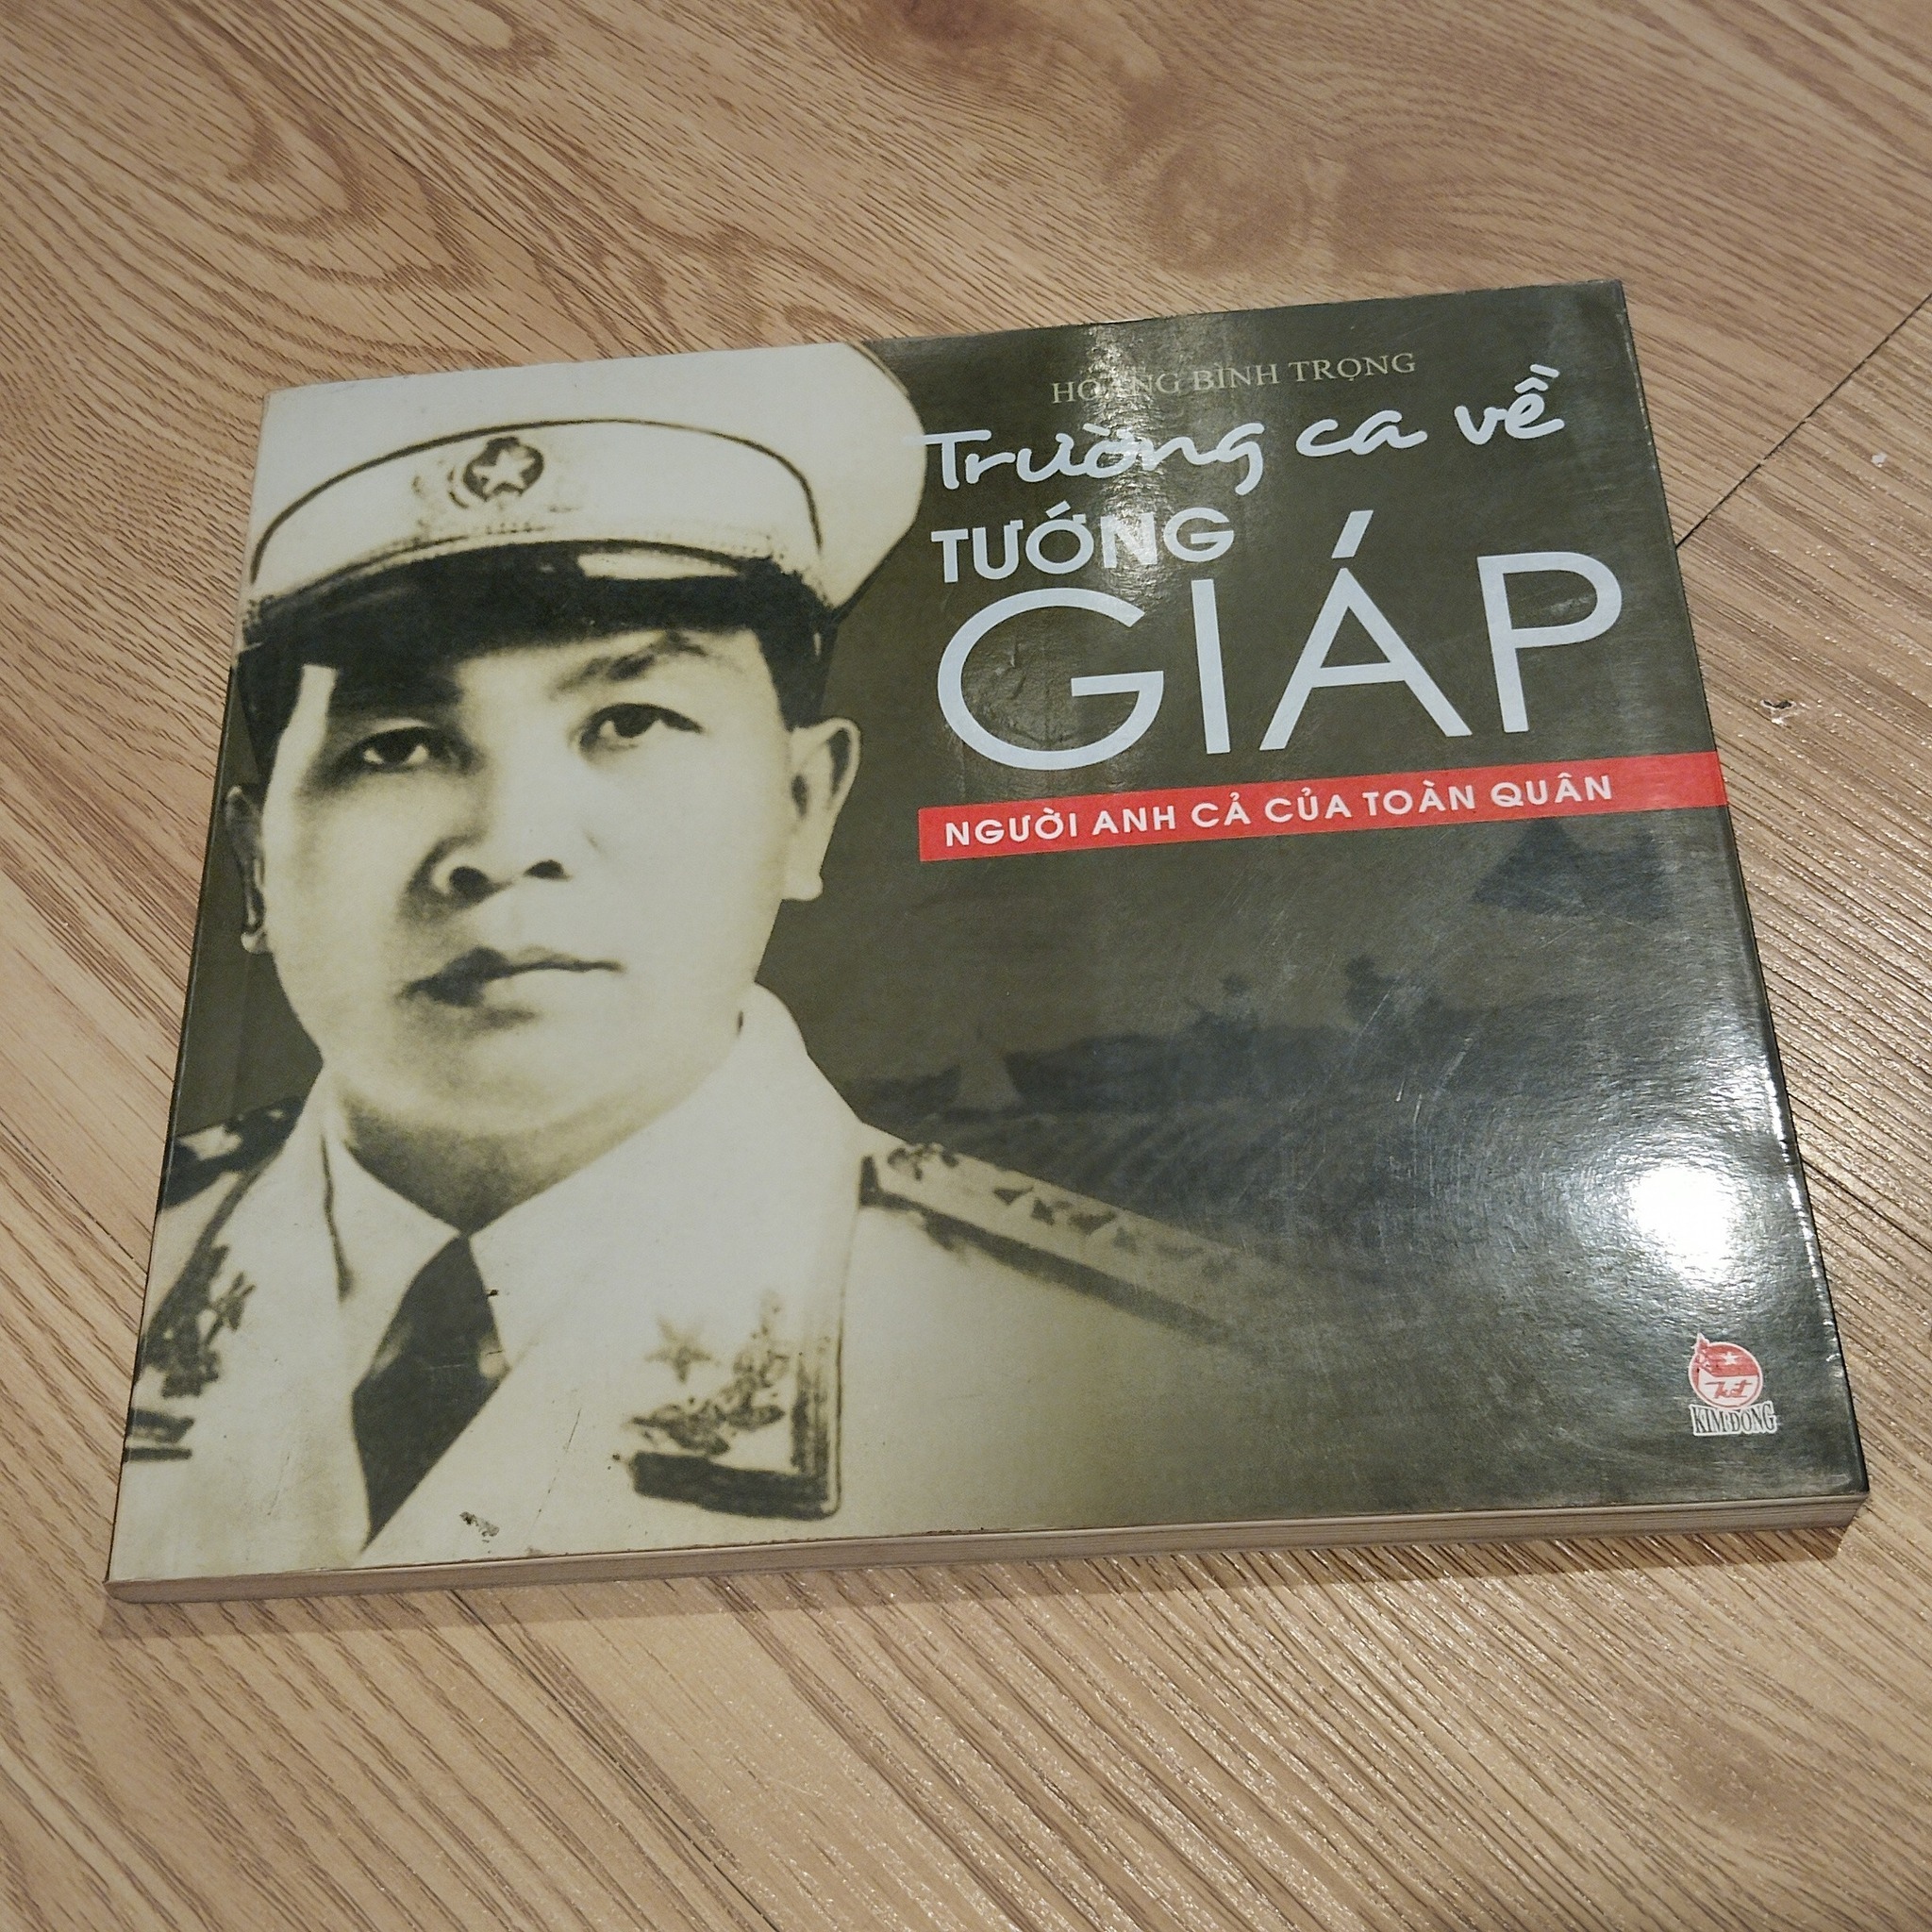 HOÀNG BÌNH TRỌNG
Trường ca về
TƯỚNG
GIÁP
NGƯỜI ANH CẢ CỦA TOÀN QUÂN
KIM ĐỒNG